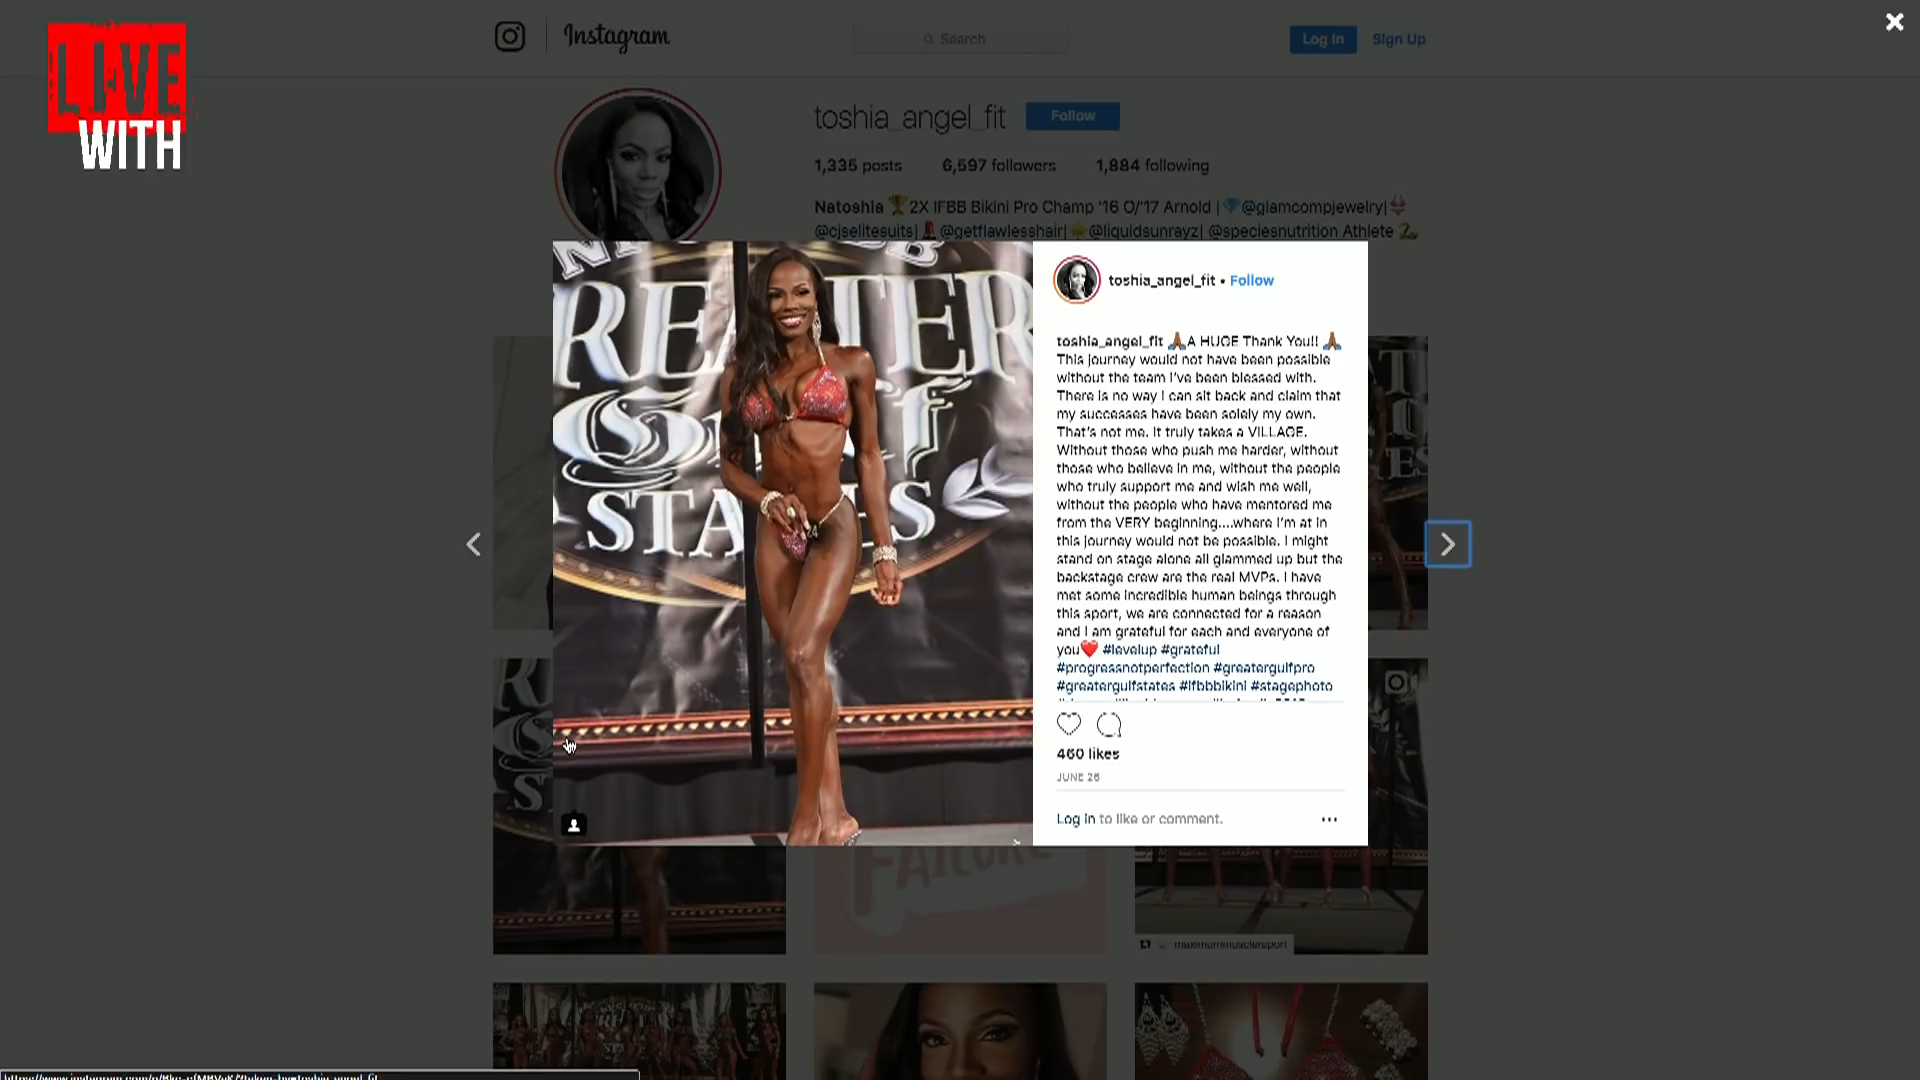 LIVE
WITH
Instagram
Search
Log In
Sign Up
toshia_angel_fit
Follow
1,335 posts 6,597 followers 1,884 following
Natoshia 🏆2X IFBB Bikini Pro Champ '16 O/'17 Arnold |💎@glamcompjewelry|👙
@cjselitesuits|💄@getflawlesshair|🌟@liquidsunrayz| @speciesnutrition Athlete 🐍
GREATER
Gulf
STATES
24
toshia_angel_fit • Follow
toshia_angel_fit 🙏🏾A HUGE Thank You!! 🙏🏾
This journey would not have been possible
without the team I've been blessed with.
There is no way I can sit back and claim that
my successes have been solely my own.
That's not me. It truly takes a VILLAGE.
Without those who push me harder, without
those who believe in me, without the people
who truly support me and wish me well,
without the people who have mentored me
from the VERY beginning....where I'm at in
this journey would not be possible. I might
stand on stage alone all glammed up but the
backstage crew are the real MVPs. I have
met some incredible human beings through
this sport, we are connected for a reason
and I am grateful for each and everyone of
you❤️ #levelup #grateful
#progressnotperfection #greatergulfpro
#greatergulfstates #ifbbbikini #stagephoto
460 likes
JUNE 26
Log in to like or comment.
FAILURE
maximummusclereport